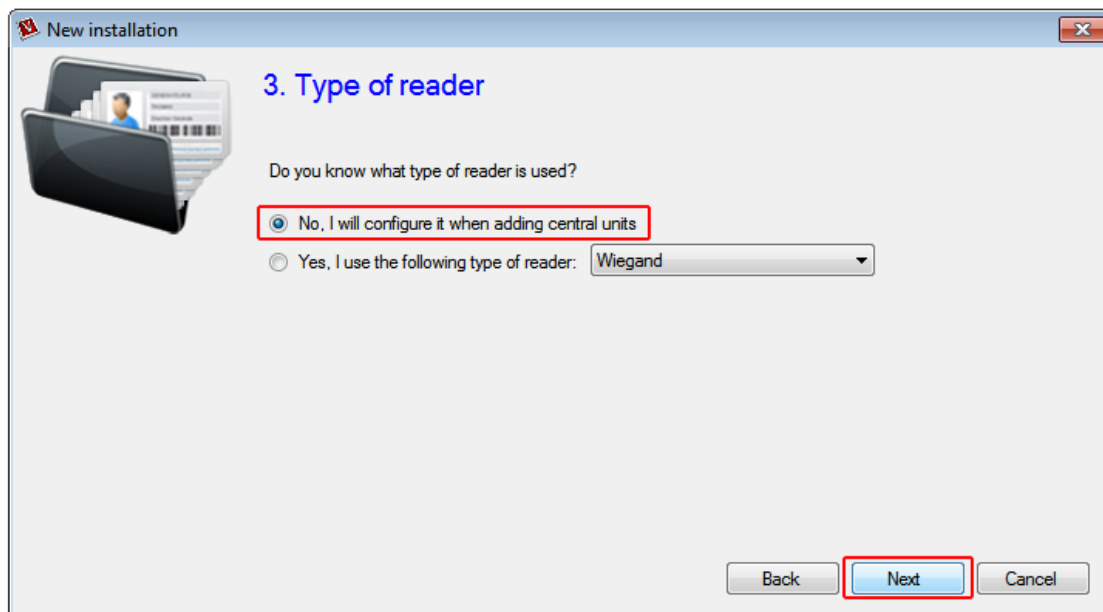 New installation
3. Type of reader
Do you know what type of reader is used?
No, I will configure it when adding central units
Yes, I use the following type of reader: Wiegand
Back Next Cancel